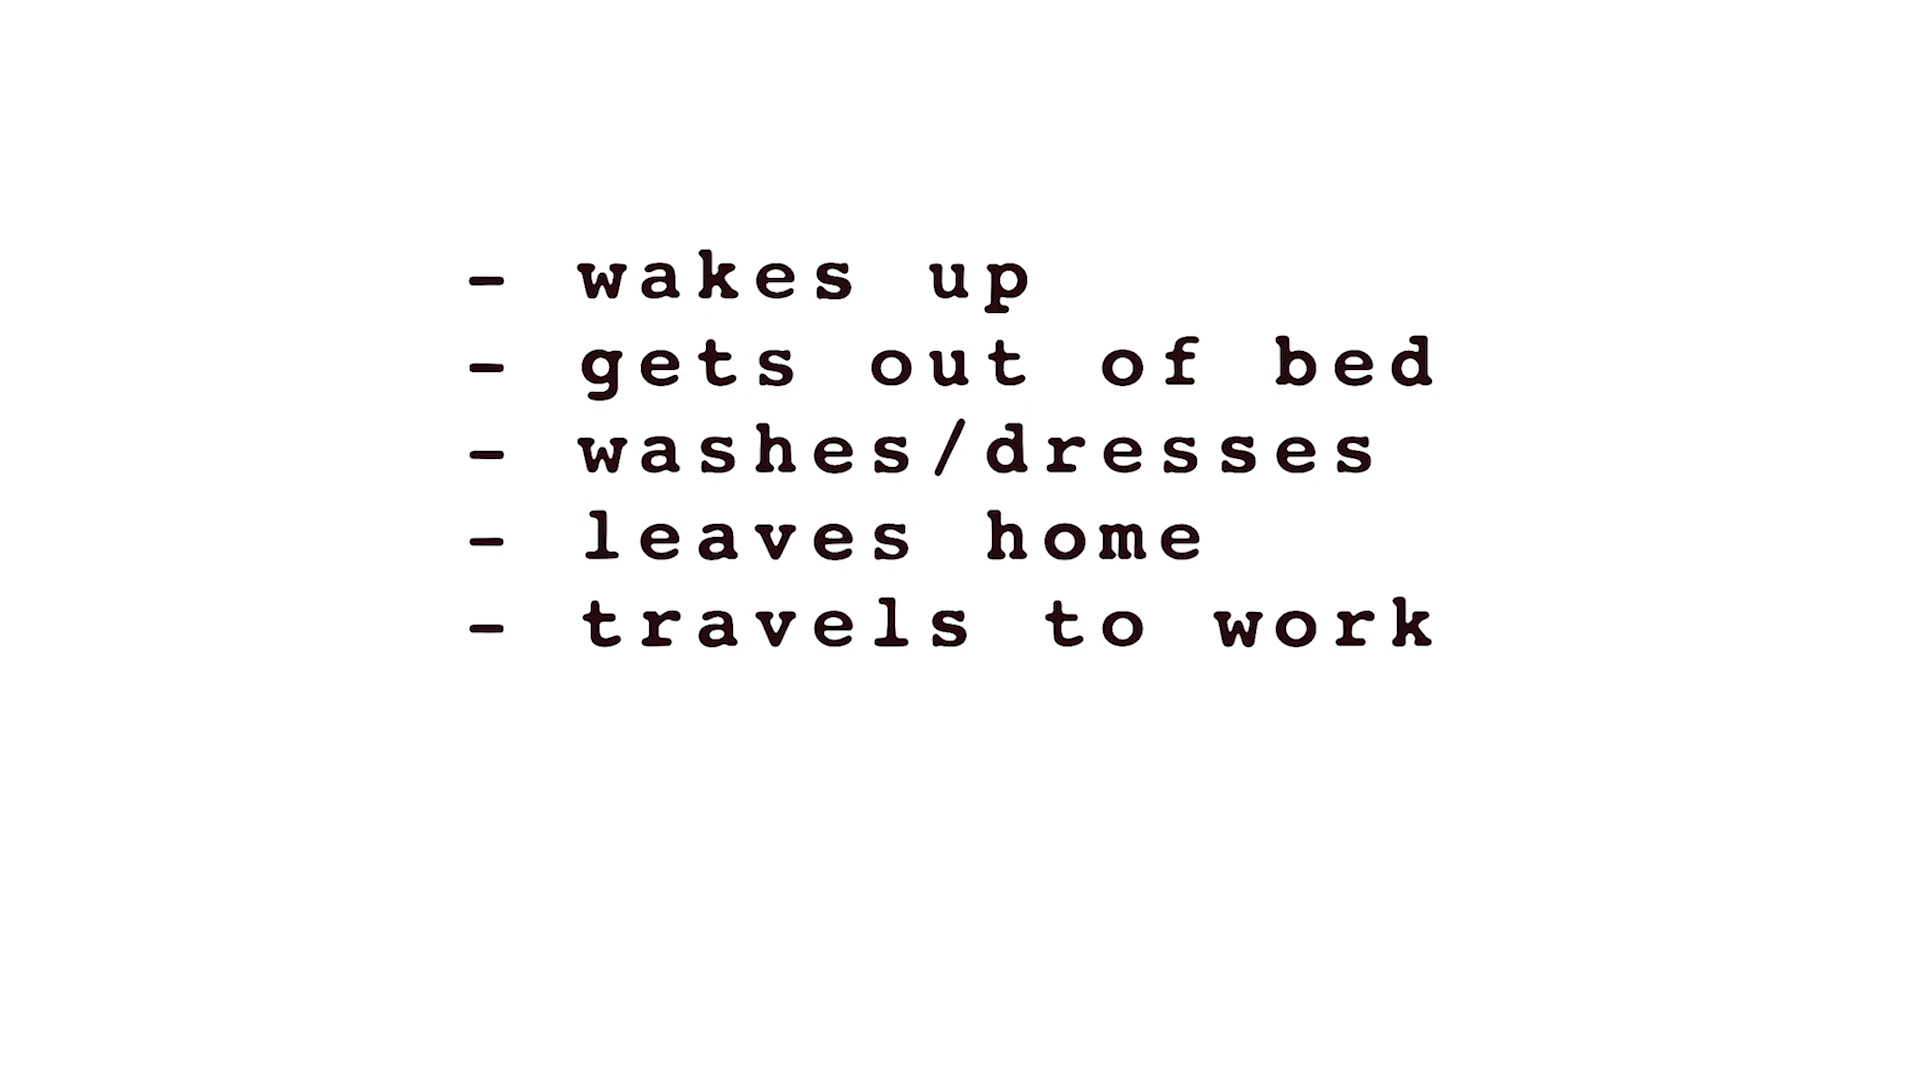 - wakes up
- gets out of bed
- washes/dresses
- leaves home
- travels to work